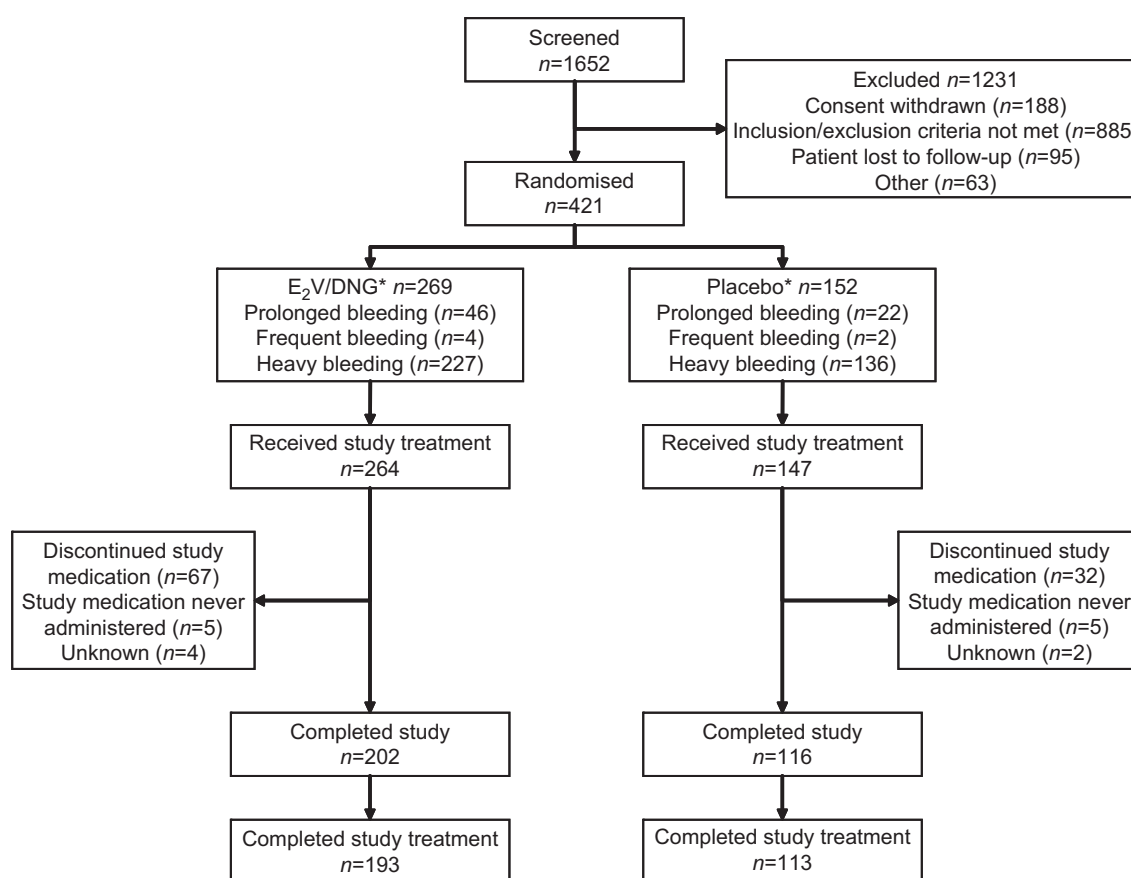 Screened
n=1652
Excluded n=1231
Consent withdrawn (n=188)
Inclusion/exclusion criteria not met (n=885)
Patient lost to follow-up (n=95)
Other (n=63)
Randomised
n=421
E₂V/DNG* n=269
Prolonged bleeding (n=46)
Frequent bleeding (n=4)
Heavy bleeding (n=227)
Placebo* n=152
Prolonged bleeding (n=22)
Frequent bleeding (n=2)
Heavy bleeding (n=136)
Received study treatment
n=264
Received study treatment
n=147
Discontinued study
medication (n=67)
Study medication never
administered (n=5)
Unknown (n=4)
Discontinued study
medication (n=32)
Study medication never
administered (n=5)
Unknown (n=2)
Completed study
n=202
Completed study
n=116
Completed study treatment
n=193
Completed study treatment
n=113